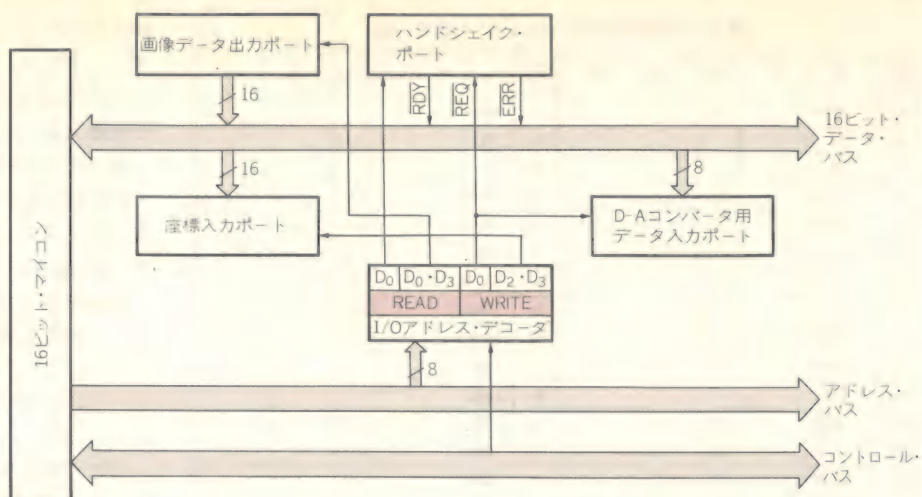 画像データ出力ポート
ハンドシェイク・
ポート
16
RDY
REQ
ERR
16ビット・
データ・
バス
16
8
座標入力ポート
D-Aコンバータ用
データ入力ポート
16ビット・マイコン
D₀
D₀・D₃
D₀
D₂・D₃
READ
WRITE
I/Oアドレス・デコーダ
8
アドレス・
バス
コントロール・
バス